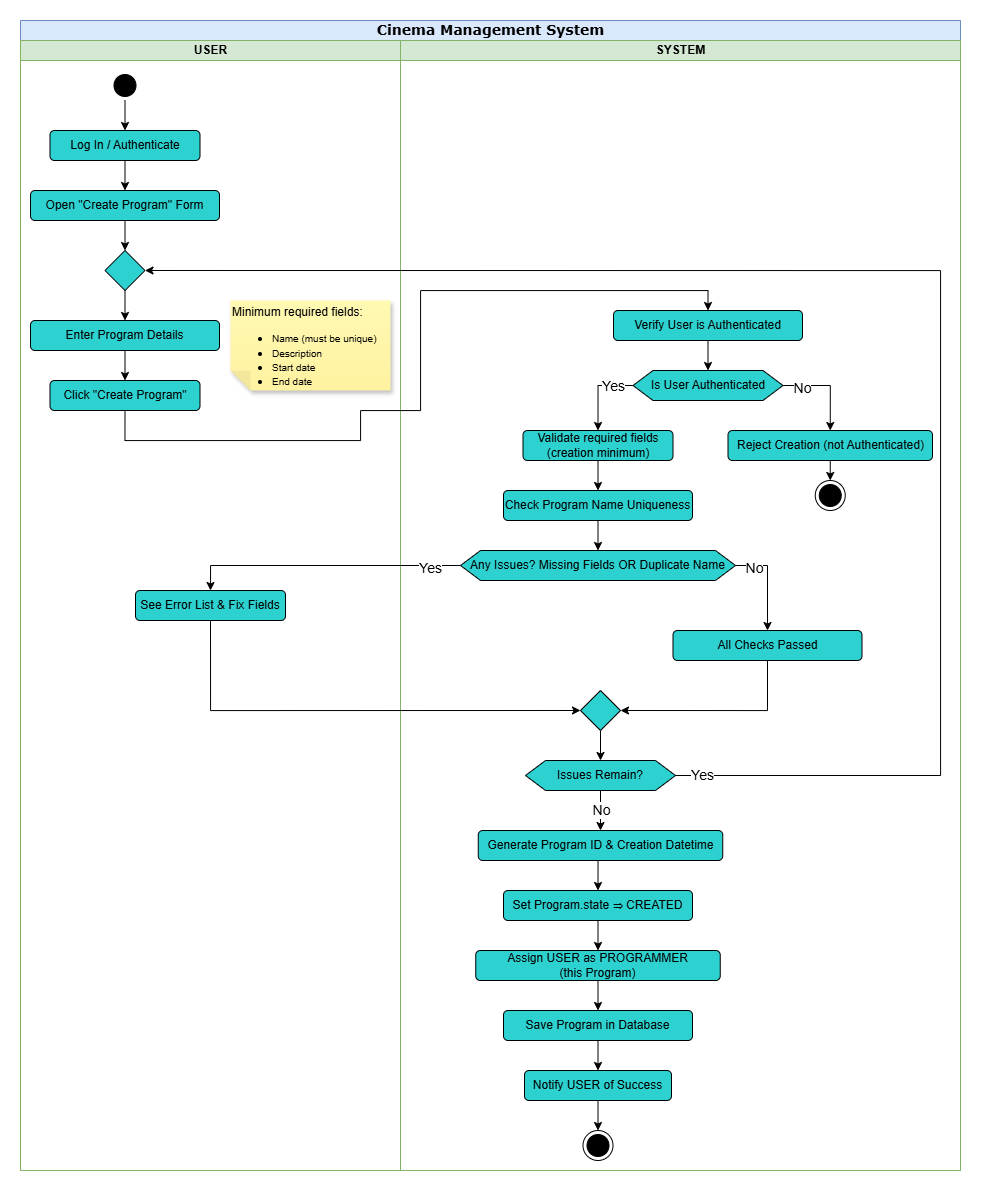 Cinema Management System
USER
SYSTEM
Log In / Authenticate
Open "Create Program" Form
Enter Program Details
Click "Create Program"
Minimum required fields:
Name (must be unique)
Description
Start date
End date
Verify User is Authenticated
Is User Authenticated
Yes
No
Validate required fields
(creation minimum)
Reject Creation (not Authenticated)
Check Program Name Uniqueness
Any Issues? Missing Fields OR Duplicate Name
Yes
No
See Error List & Fix Fields
All Checks Passed
Issues Remain?
Yes
No
Generate Program ID & Creation Datetime
Set Program.state ⇒ CREATED
Assign USER as PROGRAMMER
(this Program)
Save Program in Database
Notify USER of Success